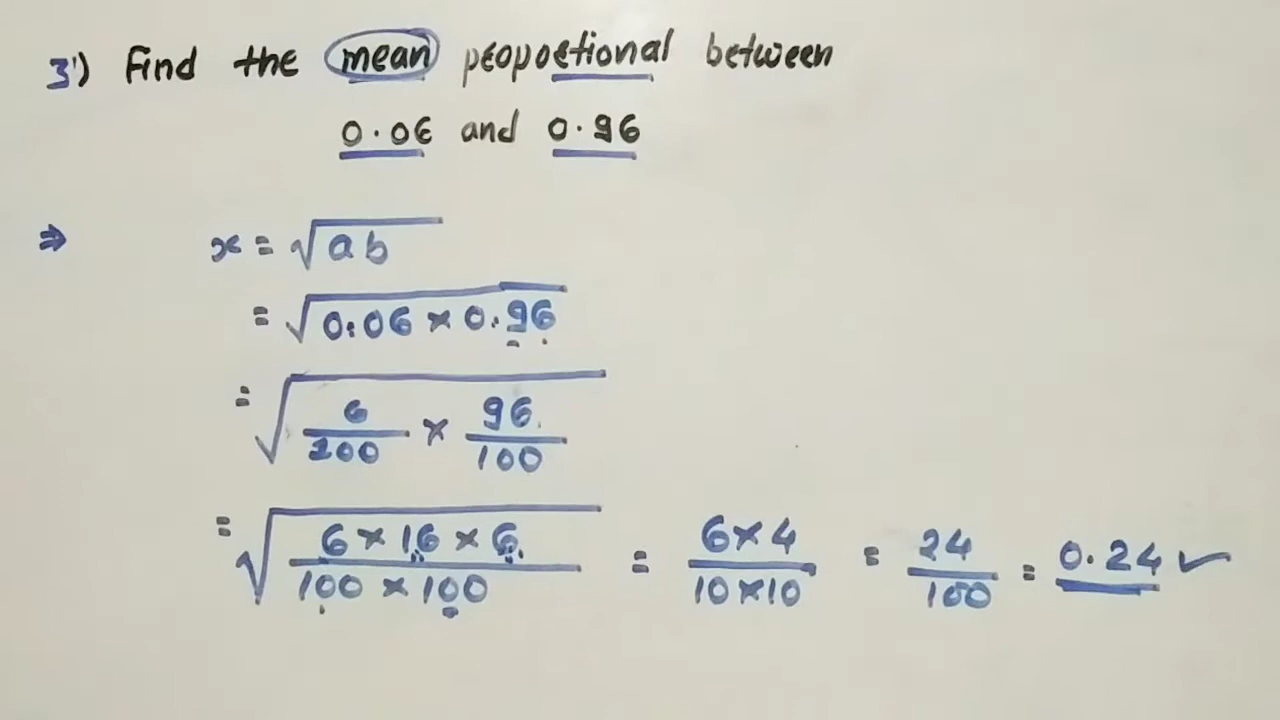 3) Find the mean propoetional between
0.06 and 0.96
⇒ x = √ab
= √0.06 × 0.96
= √6/100 × 96/100
= √6 × 16 × 6/100 × 100 = 6×4/10×10 = 24/100 = 0.24 ✓